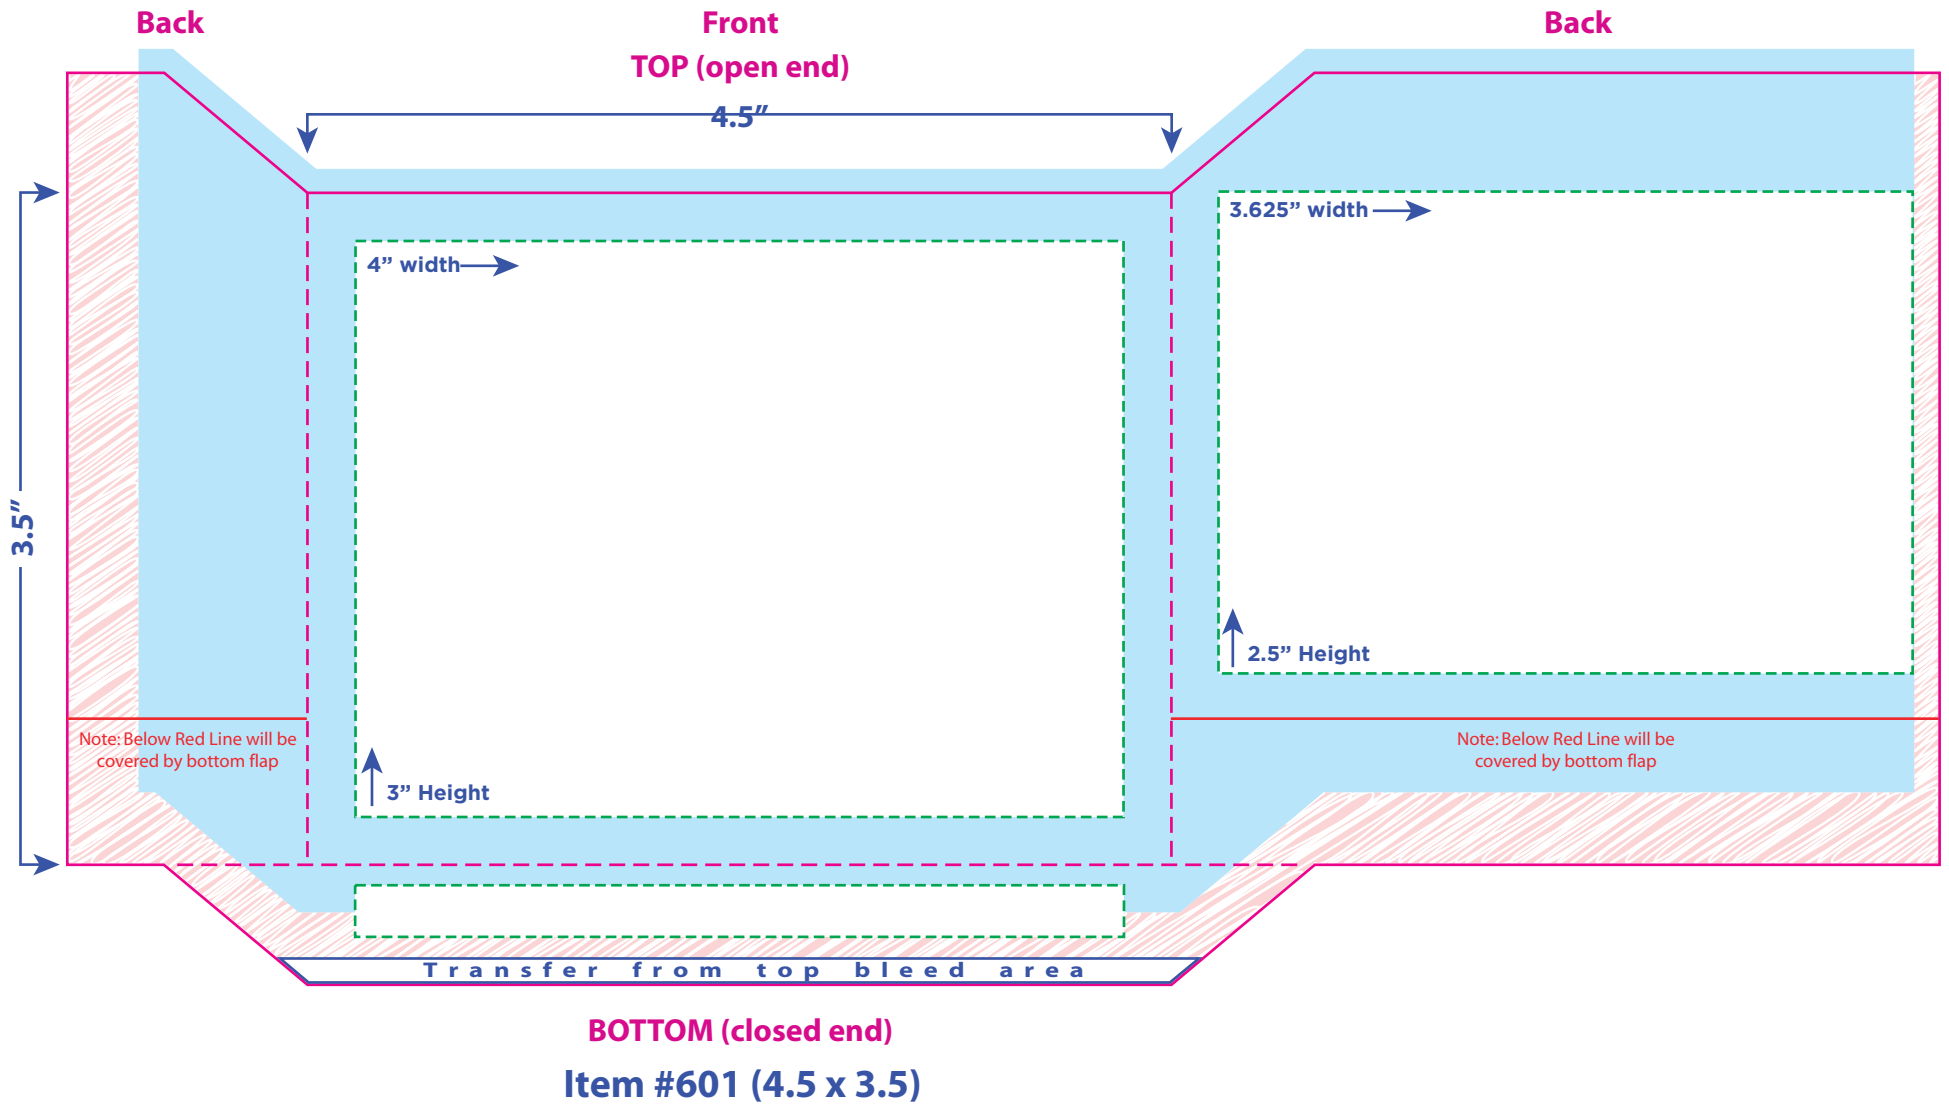 Back
Front
Back
TOP (open end)
4.5”
3.625” width
4” width
3.5”
2.5” Height
Note: Below Red Line will be
covered by bottom flap
Note: Below Red Line will be
covered by bottom flap
3” Height
Transfer from top bleed area
BOTTOM (closed end)
Item #601 (4.5 x 3.5)